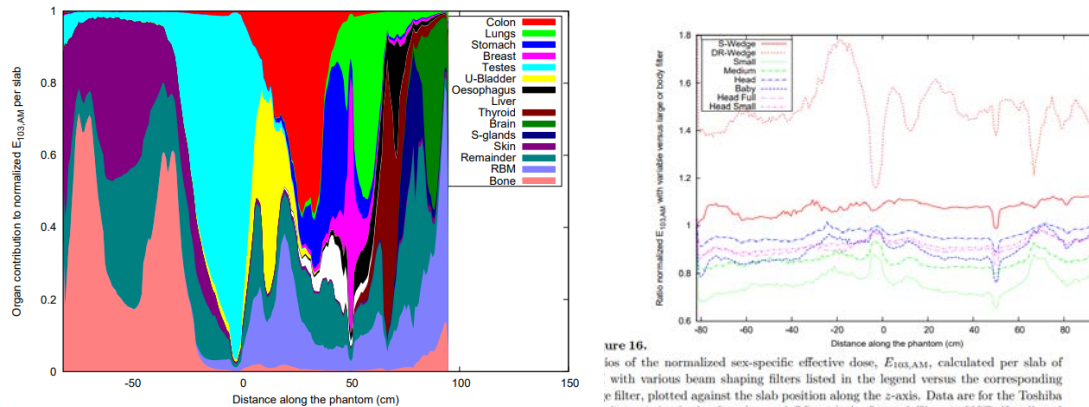 Organ contribution to normalized E103,AM per slab
1
0.8
0.6
0.4
0.2
0
-50
0
50
100
150
Distance along the phantom (cm)
Colon
Lungs
Stomach
Breast
Testes
U-Bladder
Oesophagus
Liver
Thyroid
Brain
S-glands
Skin
Remainder
RBM
Bone
Ratio normalized E103,AM with variable versus large or body filter
1.8
1.6
1.4
1.2
1
0.8
0.6
-80
-60
-40
-20
0
20
40
60
80
Distance along the phantom (cm)
S-Wedge
DR-Wedge
Small
Medium
Head
Baby
Head Full
Head Small
ure 16.
ios of the normalized sex-specific effective dose, E103,AM, calculated per slab of
with various beam shaping filters listed in the legend versus the corresponding
e filter, plotted against the slab position along the z-axis. Data are for the Toshiba